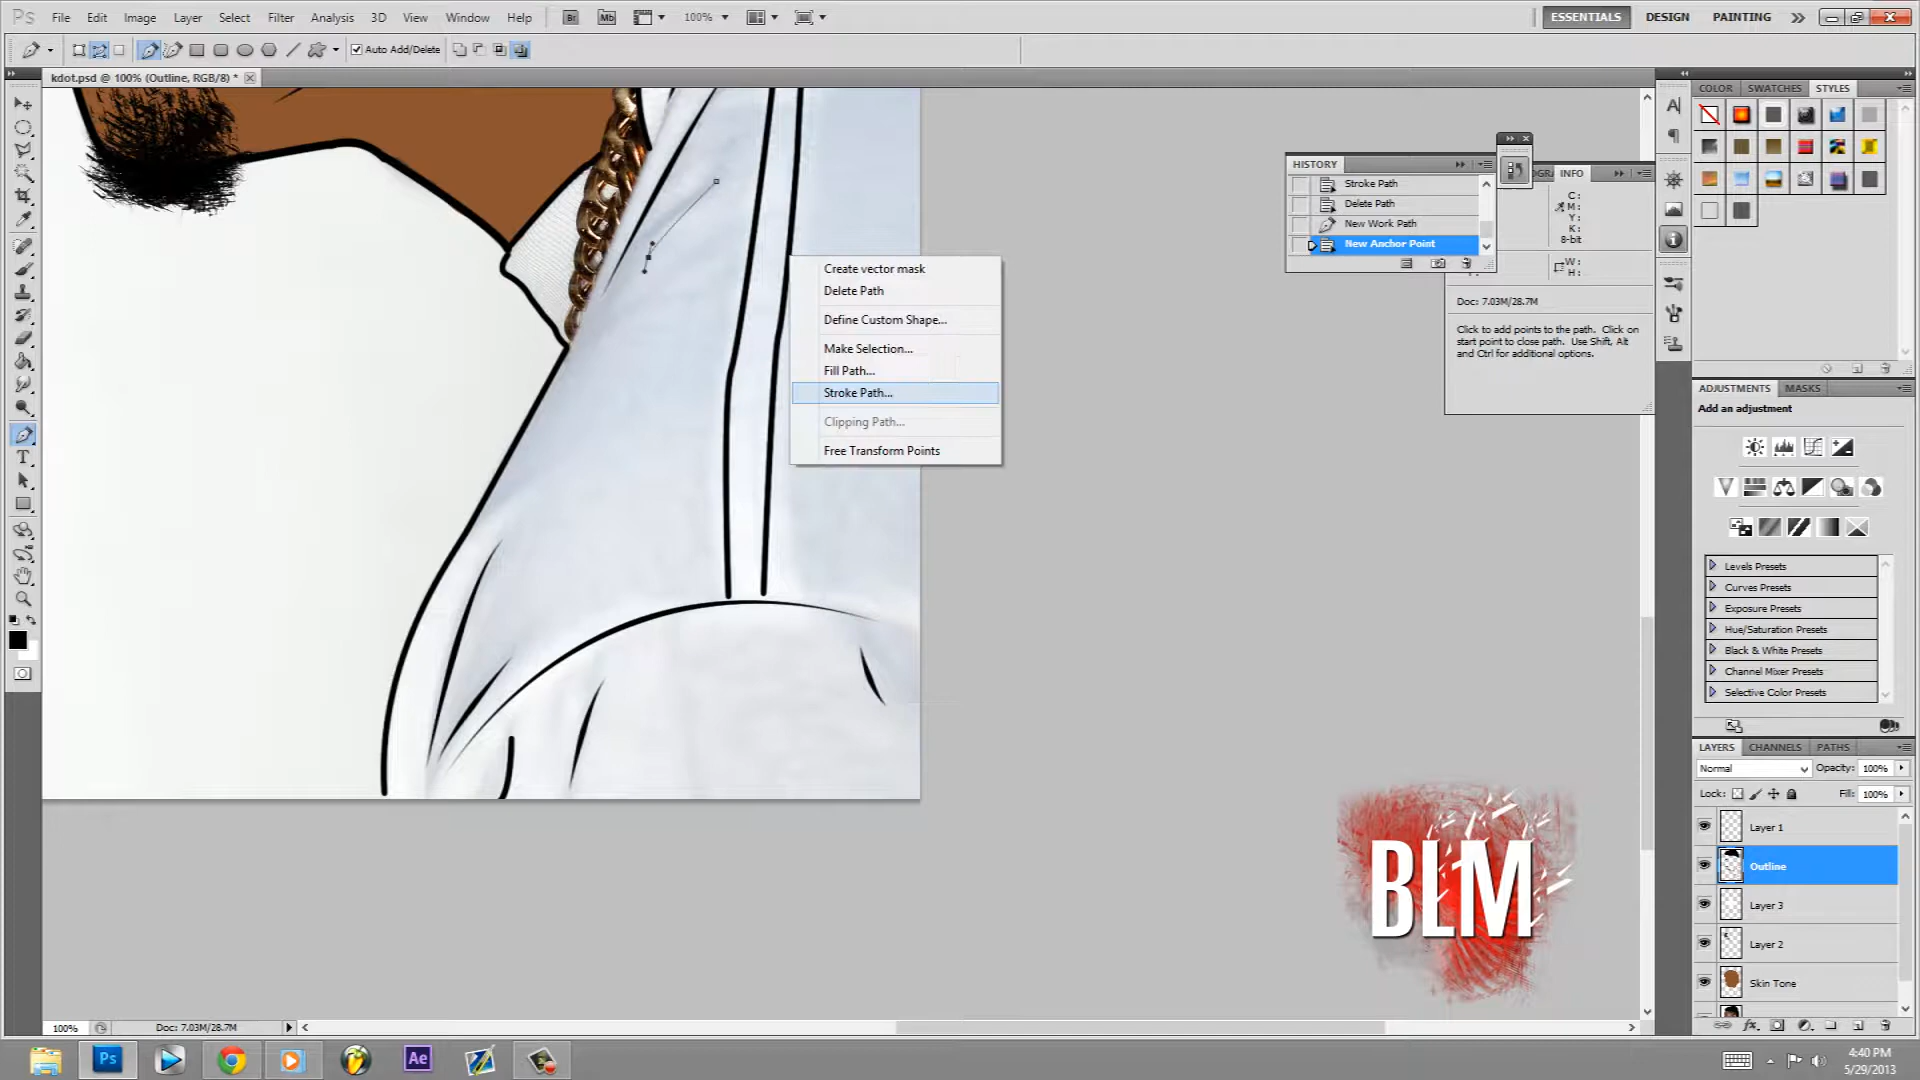 Ps File Edit Image Layer Select Filter Analysis 3D View Window Help Br Mb 100% ESSENTIALS DESIGN PAINTING
Auto Add/Delete
kdot.psd @ 100% (Outline, RGB/8) *
COLOR SWATCHES STYLES
HISTORY
Stroke Path
Delete Path
New Work Path
New Anchor Point
INFO
C:
M:
Y:
K:
8-bit
W:
H:
Doc: 7.03M/28.7M
Click to add points to the path. Click on
start point to close path. Use Shift, Alt
and Ctrl for additional options.
Create vector mask
Delete Path
Define Custom Shape...
Make Selection...
Fill Path...
Stroke Path...
Clipping Path...
Free Transform Points
ADJUSTMENTS MASKS
Add an adjustment
Levels Presets
Curves Presets
Exposure Presets
Hue/Saturation Presets
Black & White Presets
Channel Mixer Presets
Selective Color Presets
LAYERS CHANNELS PATHS
Normal Opacity: 100%
Lock: Fill: 100%
Layer 1
Outline
Layer 3
Layer 2
Skin Tone
BLM
100% Doc: 7.03M/28.7M
Ps Ae
4:40 PM
5/29/2013